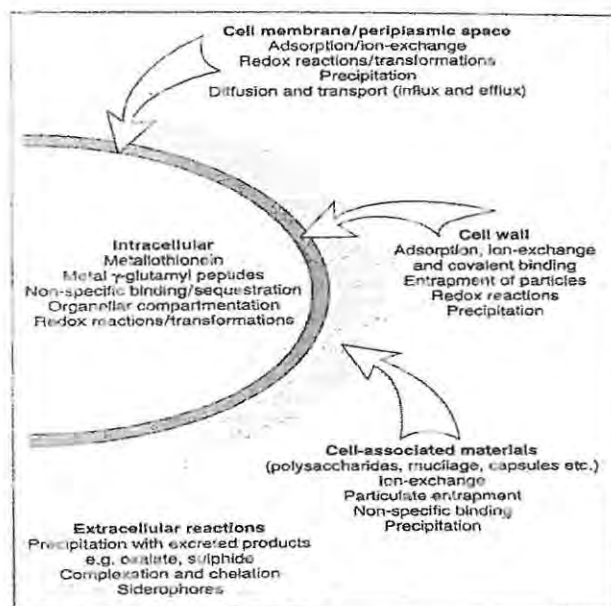 Cell membrane/periplasmic space
Adsorption/ion-exchange
Redox reactions/transformations
Precipitation
Diffusion and transport (influx and efflux)
Intracellular
Metallothionein
Metal γ-glutamyl peptides
Non-specific binding/sequestration
Organellar compartmentation
Redox reactions/transformations
Cell wall
Adsorption, ion-exchange
and covalent binding
Entrapment of particles
Redox reactions
Precipitation
Cell-associated materials
(polysaccharides, mucilage, capsules etc.)
Ion-exchange
Particulate entrapment
Non-specific binding
Precipitation
Extracellular reactions
Precipitation with excreted products
e.g. oxalate, sulphide
Complexation and chelation
Siderophores